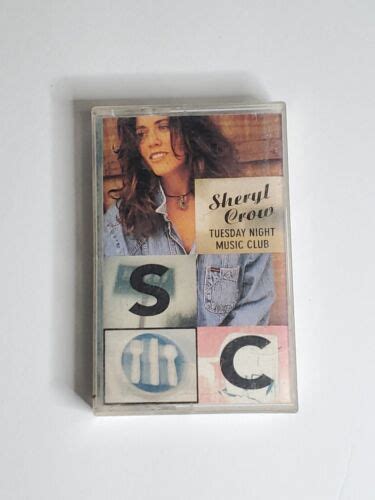 Sheryl
Crow
TUESDAY NIGHT
MUSIC CLUB
S
C